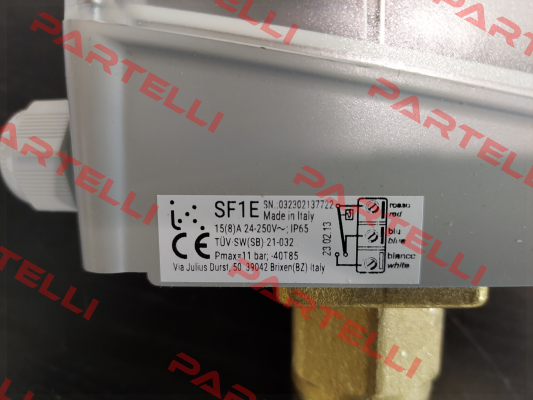 PARTELLI
PARTELLI
PARTELLI
PARTELLI
PARTELLI
SF1E
SN.:032302137722
Made in Italy
15(8)A 24-250V~; IP65
CE
TÜV-SW(SB) 21-032
Pmax=11 bar; -40T85
Via Julius Durst, 50 39042 Brixen(BZ) Italy
23.02.13
rosso
red
blu
blue
bianco
white